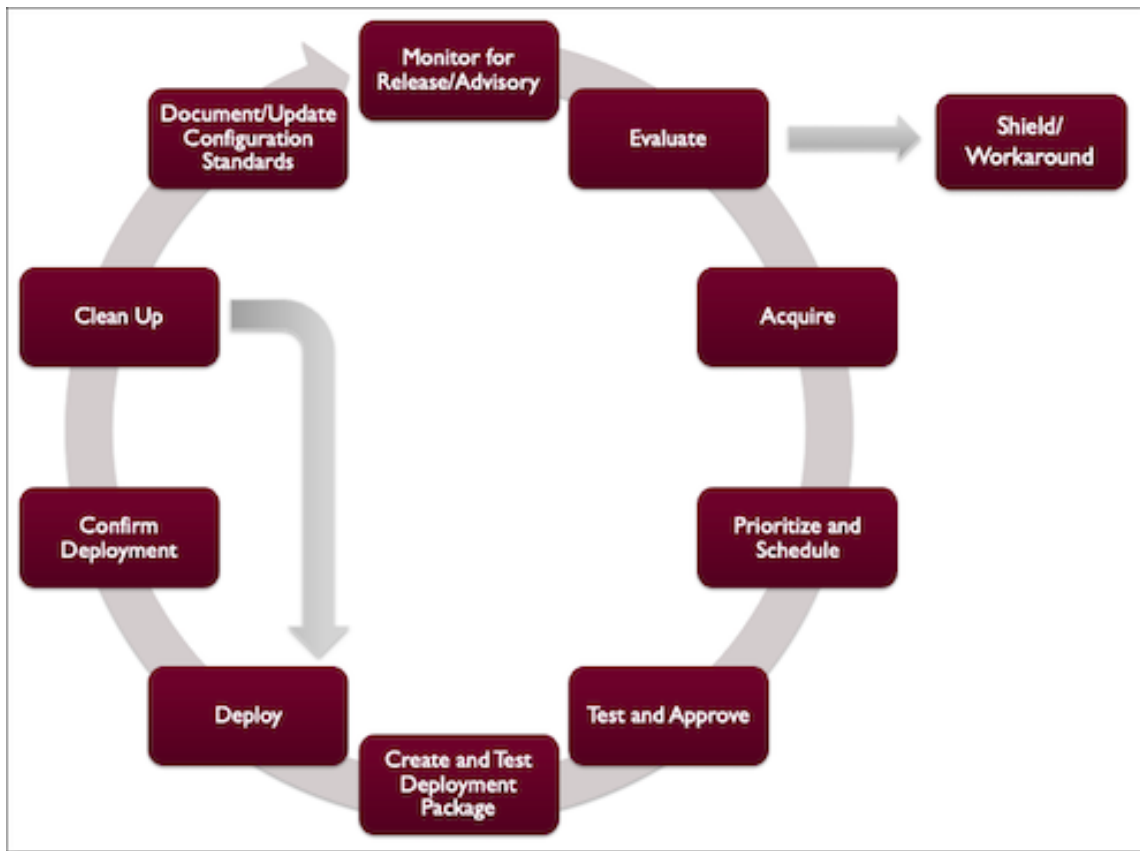 Monitor for
Release/Advisory
Evaluate
Shield/
Workaround
Acquire
Prioritize and
Schedule
Test and Approve
Create and Test
Deployment
Package
Deploy
Confirm
Deployment
Clean Up
Document/Update
Configuration
Standards